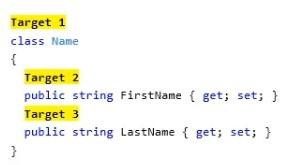 Target 1
class Name
{
Target 2
public string FirstName { get; set; }
Target 3
public string LastName { get; set; }
}